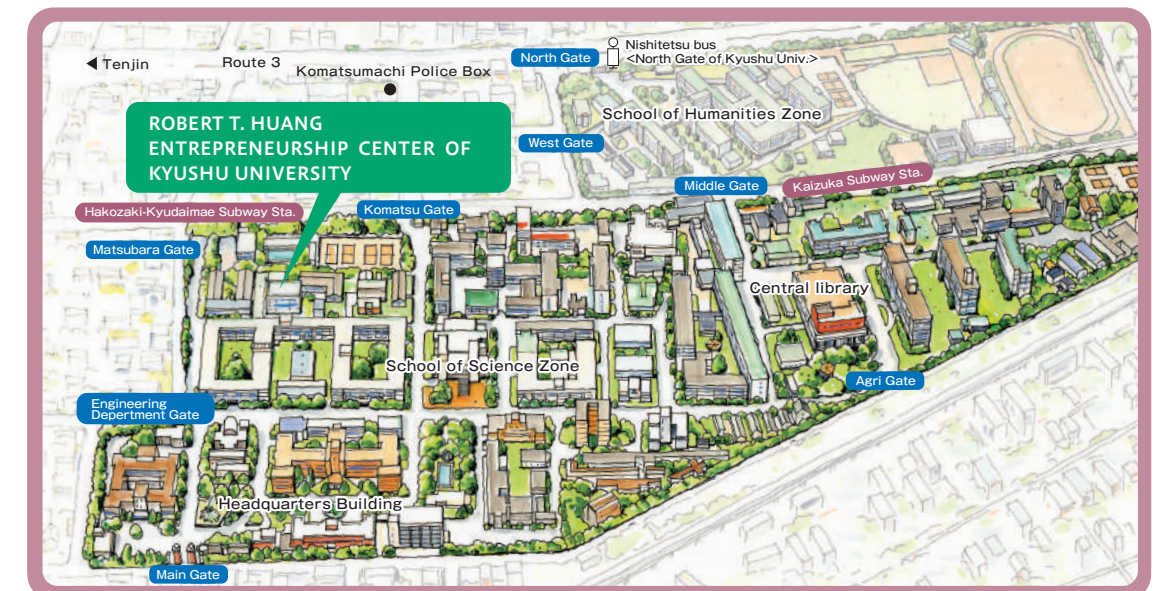 ◀ Tenjin
Route 3
Komatsumachi Police Box
North Gate
Nishitetsu bus
<North Gate of Kyushu Univ.>
School of Humanities Zone
ROBERT T. HUANG
ENTREPRENEURSHIP CENTER OF
KYUSHU UNIVERSITY
West Gate
Middle Gate
Kaizuka Subway Sta.
Hakozaki-Kyudaimae Subway Sta.
Komatsu Gate
Matsubara Gate
Central library
School of Science Zone
Agri Gate
Engineering
Depertment Gate
Headquarters Building
Main Gate